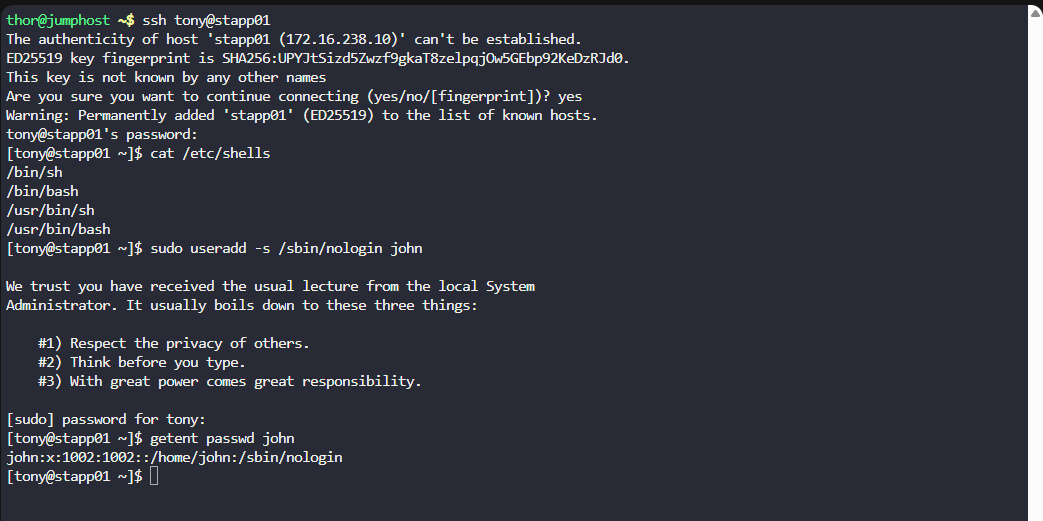 thor@jumphost ~$ ssh tony@stapp01
The authenticity of host 'stapp01 (172.16.238.10)' can't be established.
ED25519 key fingerprint is SHA256:UPYJtSizd5Zwzf9gkaT8zelpqjOw5GEbp92KeDzRJd0.
This key is not known by any other names
Are you sure you want to continue connecting (yes/no/[fingerprint])? yes
Warning: Permanently added 'stapp01' (ED25519) to the list of known hosts.
tony@stapp01's password:
[tony@stapp01 ~]$ cat /etc/shells
/bin/sh
/bin/bash
/usr/bin/sh
/usr/bin/bash
[tony@stapp01 ~]$ sudo useradd -s /sbin/nologin john
We trust you have received the usual lecture from the local System
Administrator. It usually boils down to these three things:
#1) Respect the privacy of others.
#2) Think before you type.
#3) With great power comes great responsibility.
[sudo] password for tony:
[tony@stapp01 ~]$ getent passwd john
john:x:1002:1002::/home/john:/sbin/nologin
[tony@stapp01 ~]$